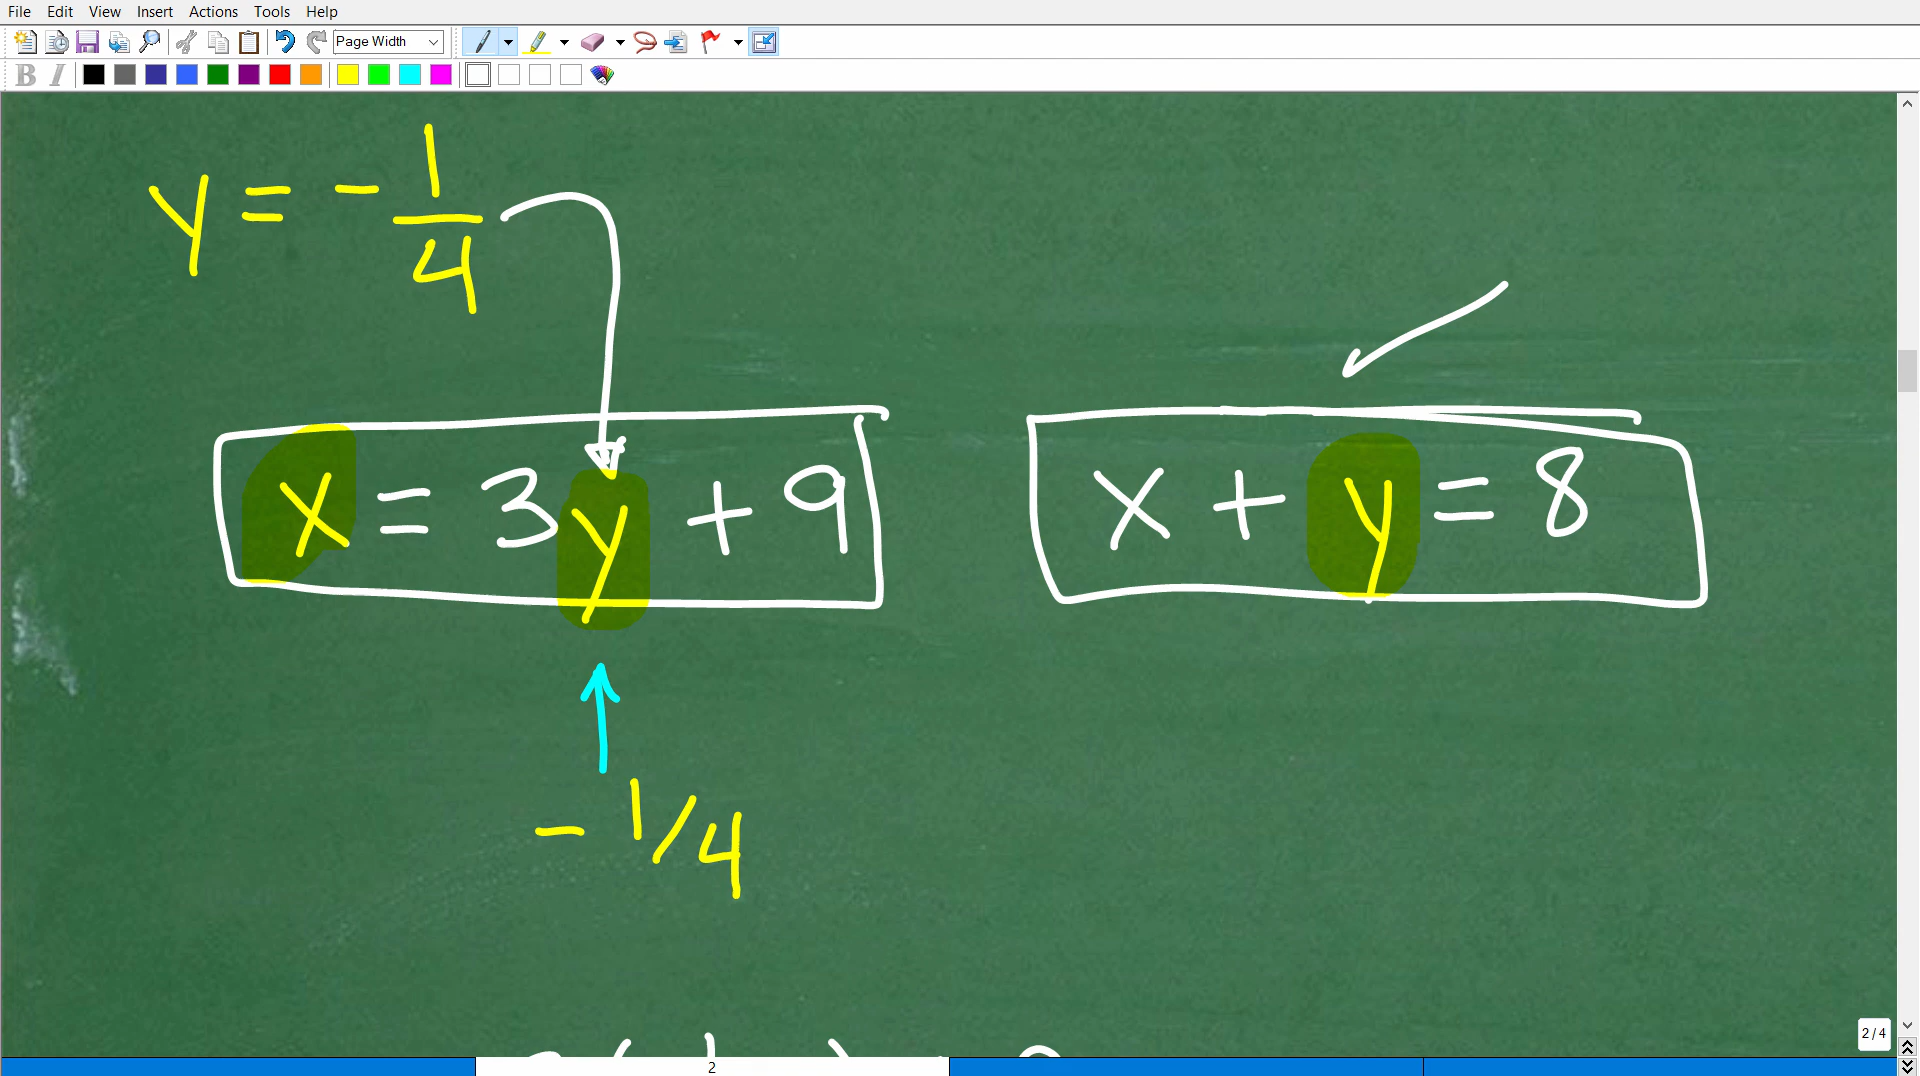 File Edit View Insert Actions Tools Help
Page Width
B I
y = - 1/4
x = 3y + 9
x + y = 8
- 1/4
2 / 4
2